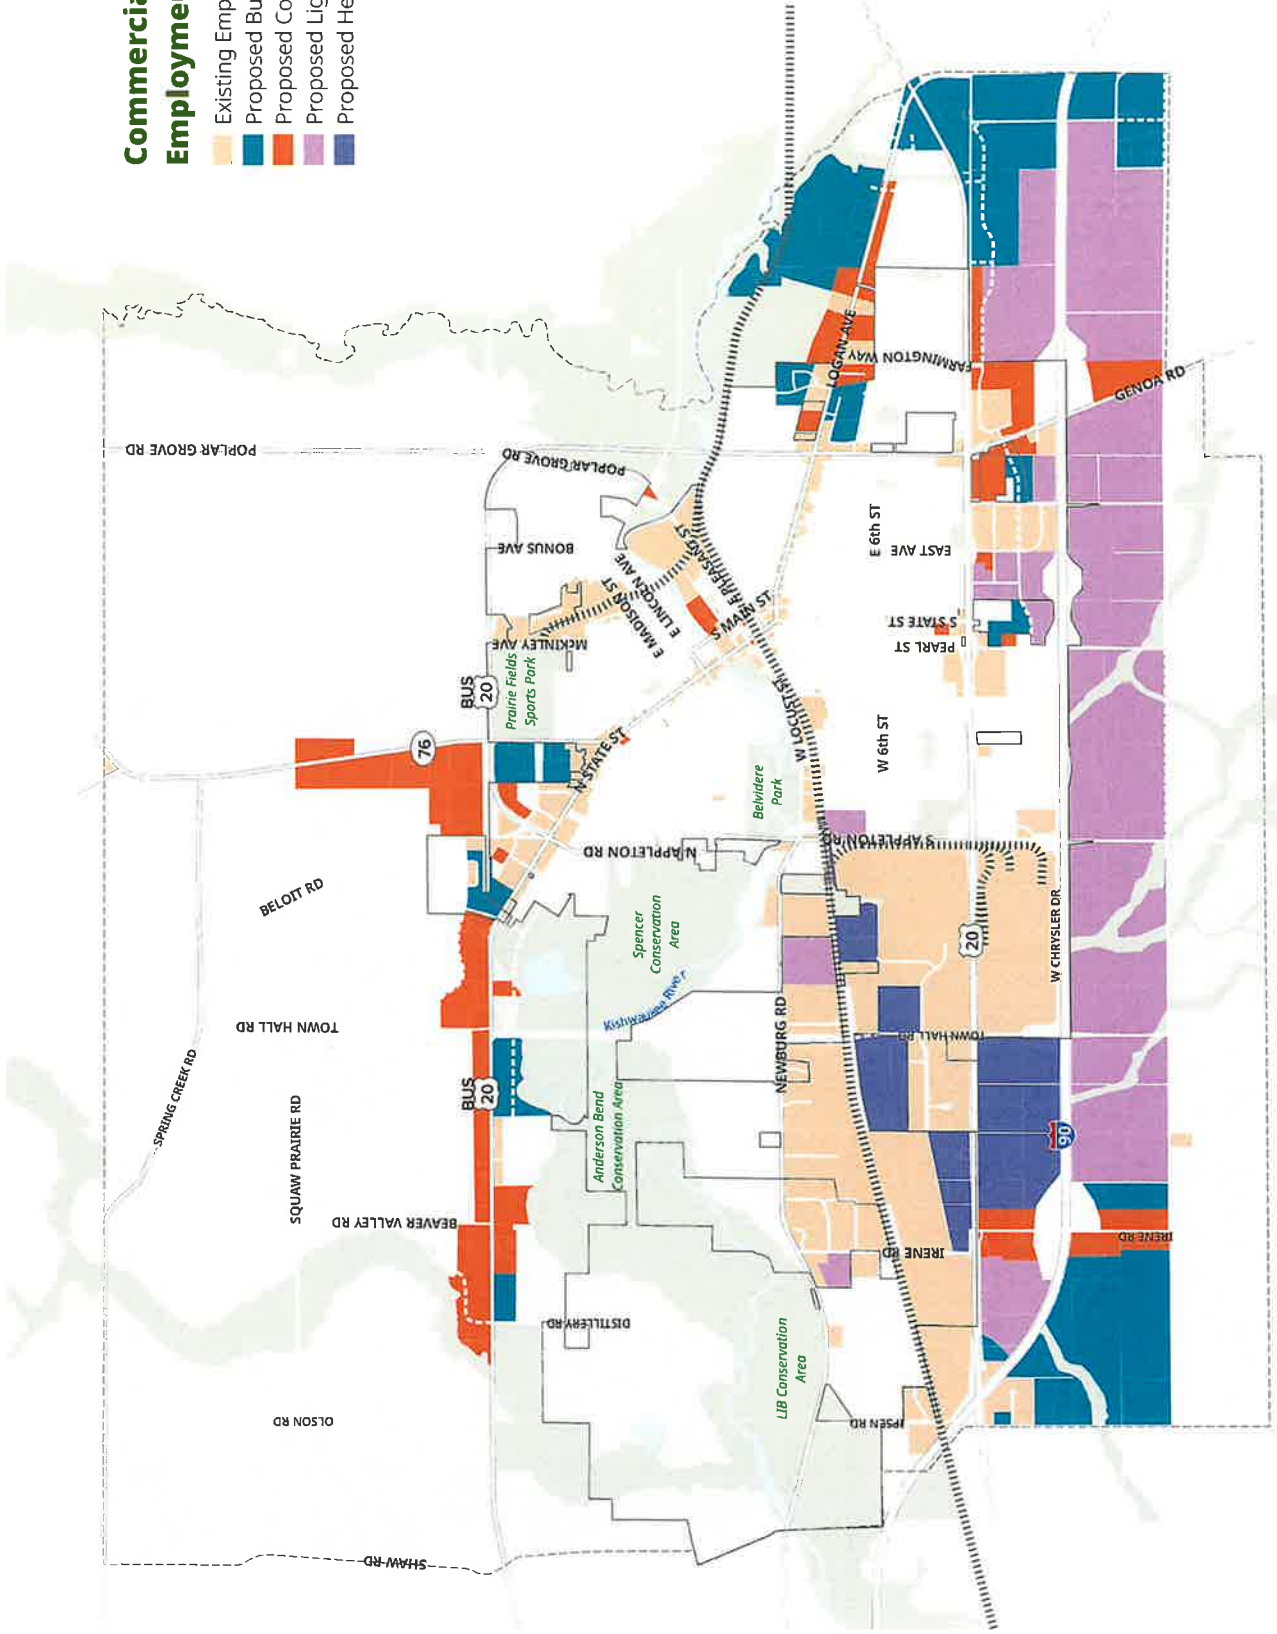 Commercia
Employme
Existing Emp
Proposed Bu
Proposed Co
Proposed Lig
Proposed He
POPLAR GROVE RD
POPLAR GROVE RD
BONUS AVE
McKINLEY AVE
E MADISON ST
E LINCOLN AVE
E PLEASANT ST
S MAIN ST
LOGAN AVE
FARMINGTON WAY
GENOA RD
E 6th ST
EAST AVE
S STATE ST
PEARL ST
W 6th ST
W LOCUST ST
BUS
20
Prairie Fields
Sports Park
76
N STATE ST
Belvidere
Park
BELOIT RD
N APPLETON RD
S APPLETON RD
Spencer
Conservation
Area
Kishwaukee River
20
W CHRYSLER DR
TOWN HALL RD
NEWBURG RD
TOWN HALL RD
SPRING CREEK RD
SQUAW PRAIRIE RD
BUS
20
Anderson Bend
Conservation Area
90
BEAVER VALLEY RD
IRENE RD
IRENE RD
DISTILLERY RD
LIB Conservation
Area
OLSON RD
IPSEN RD
SHAW RD